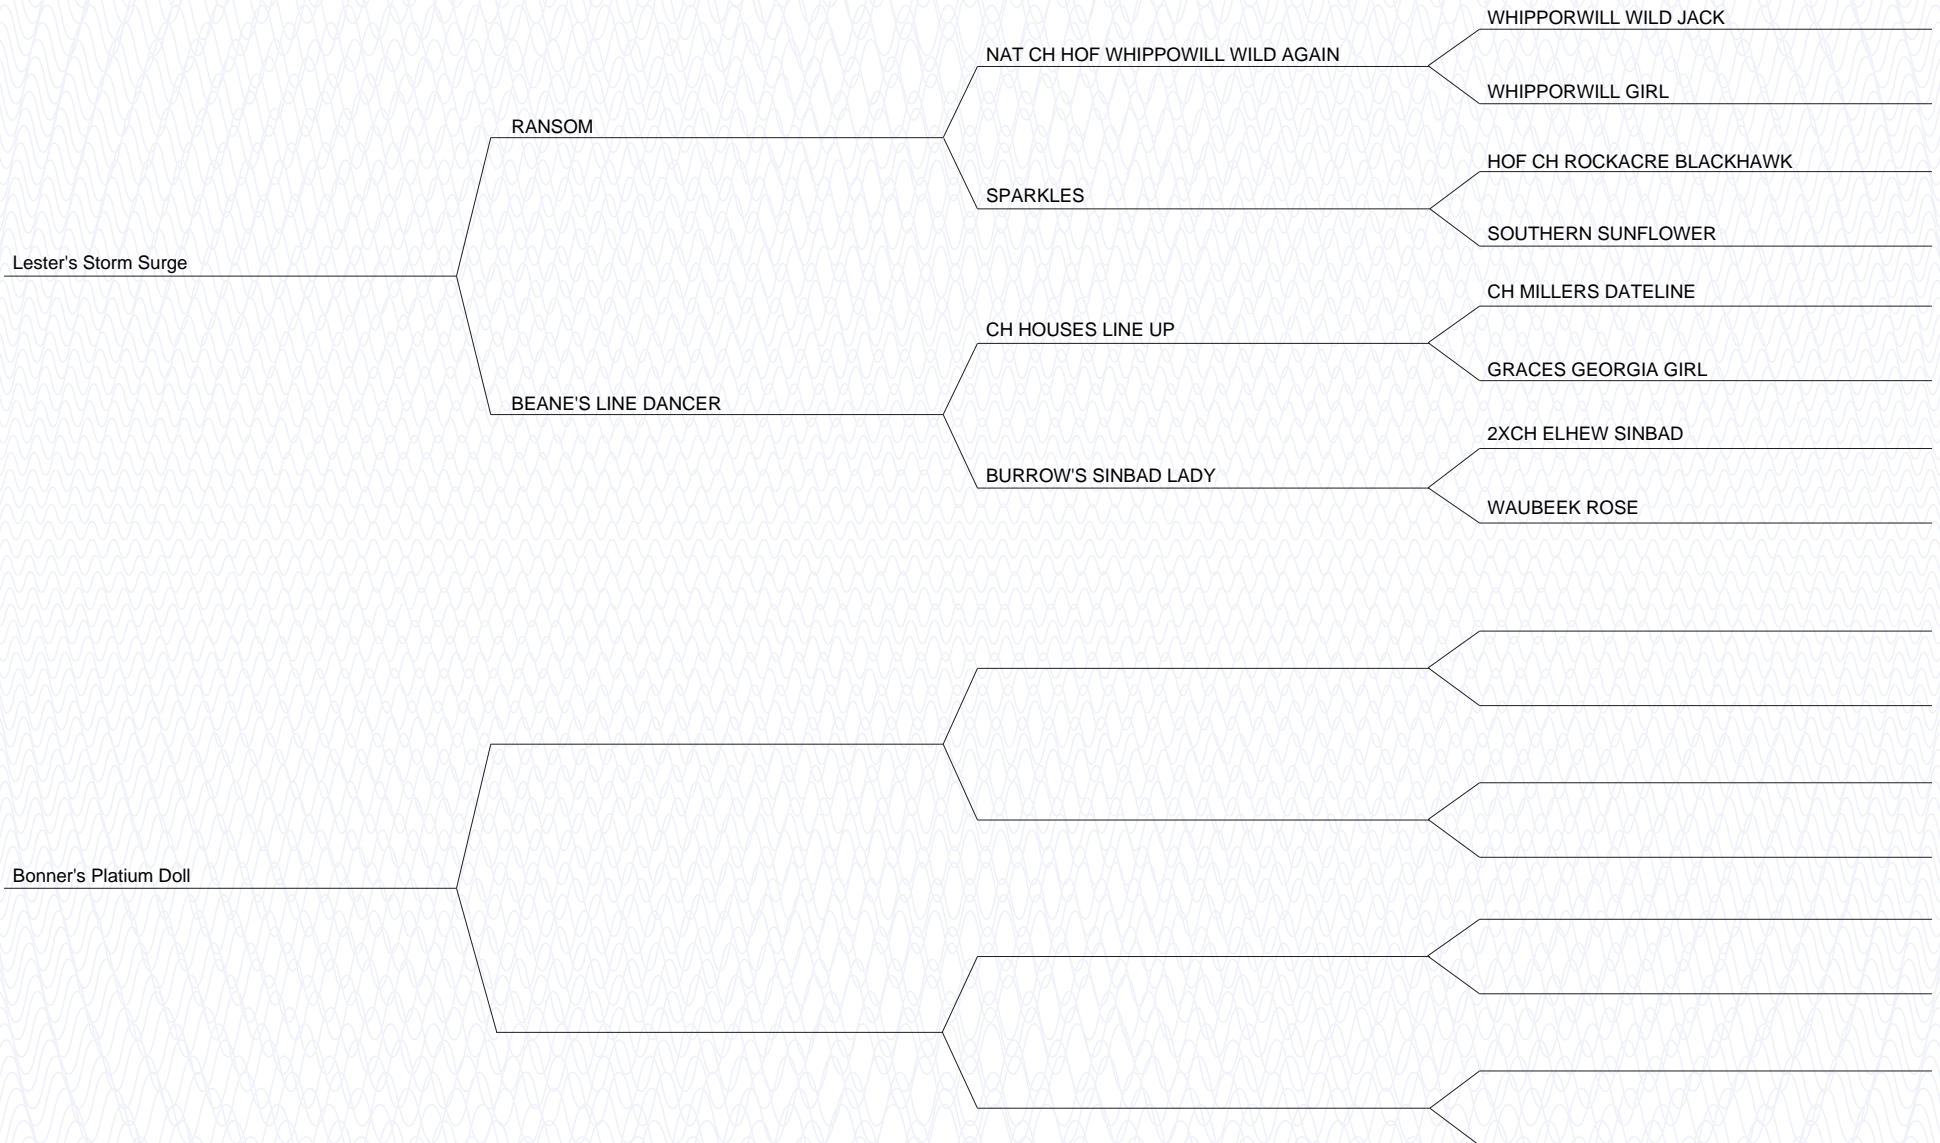 WHIPPORWILL WILD JACK
NAT CH HOF WHIPPOWILL WILD AGAIN
WHIPPORWILL GIRL
RANSOM
HOF CH ROCKACRE BLACKHAWK
SPARKLES
SOUTHERN SUNFLOWER
Lester's Storm Surge
CH MILLERS DATELINE
CH HOUSES LINE UP
GRACES GEORGIA GIRL
BEANE'S LINE DANCER
2XCH ELHEW SINBAD
BURROW'S SINBAD LADY
WAUBEEK ROSE
Bonner's Platium Doll